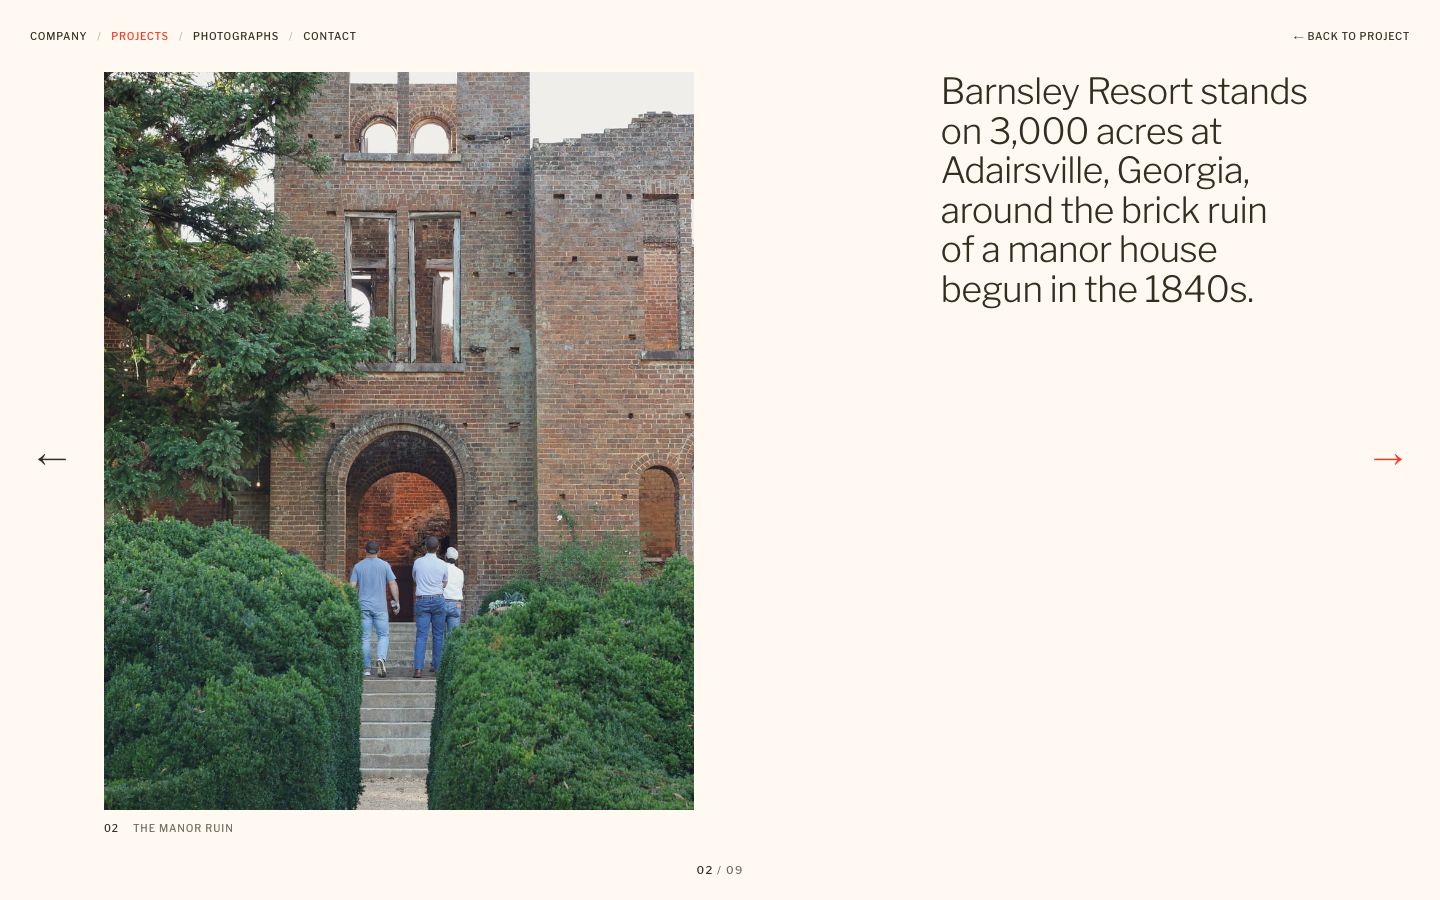 COMPANY / PROJECTS / PHOTOGRAPHS / CONTACT
← BACK TO PROJECT
Barnsley Resort stands
on 3,000 acres at
Adairsville, Georgia,
around the brick ruin
of a manor house
begun in the 1840s.
←
→
02 THE MANOR RUIN
02 / 09